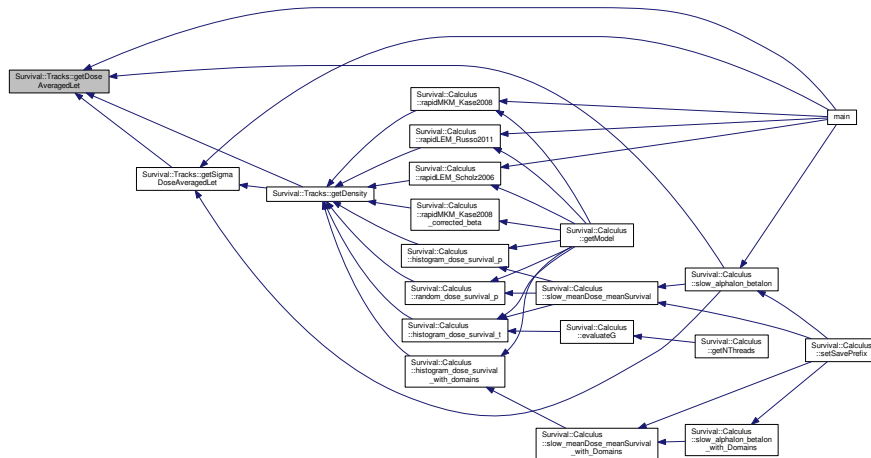 Survival::Tracks::getDose
AveragedLet
Survival::Tracks::getSigma
DoseAveragedLet
Survival::Tracks::getDensity
Survival::Calculus
::rapidMKM_Kase2008
Survival::Calculus
::rapidLEM_Russo2011
Survival::Calculus
::rapidLEM_Scholz2006
Survival::Calculus
::rapidMKM_Kase2008
_corrected_beta
Survival::Calculus
::histogram_dose_survival_p
Survival::Calculus
::random_dose_survival_p
Survival::Calculus
::histogram_dose_survival_t
Survival::Calculus
::histogram_dose_survival
_with_domains
Survival::Calculus
::getModel
Survival::Calculus
::slow_meanDose_meanSurvival
Survival::Calculus
::evaluateG
Survival::Calculus
::slow_meanDose_meanSurvival
_with_Domains
main
Survival::Calculus
::slow_alphaIon_betaIon
Survival::Calculus
::getNThreads
Survival::Calculus
::slow_alphaIon_betaIon
_with_Domains
Survival::Calculus
::setSavePrefix